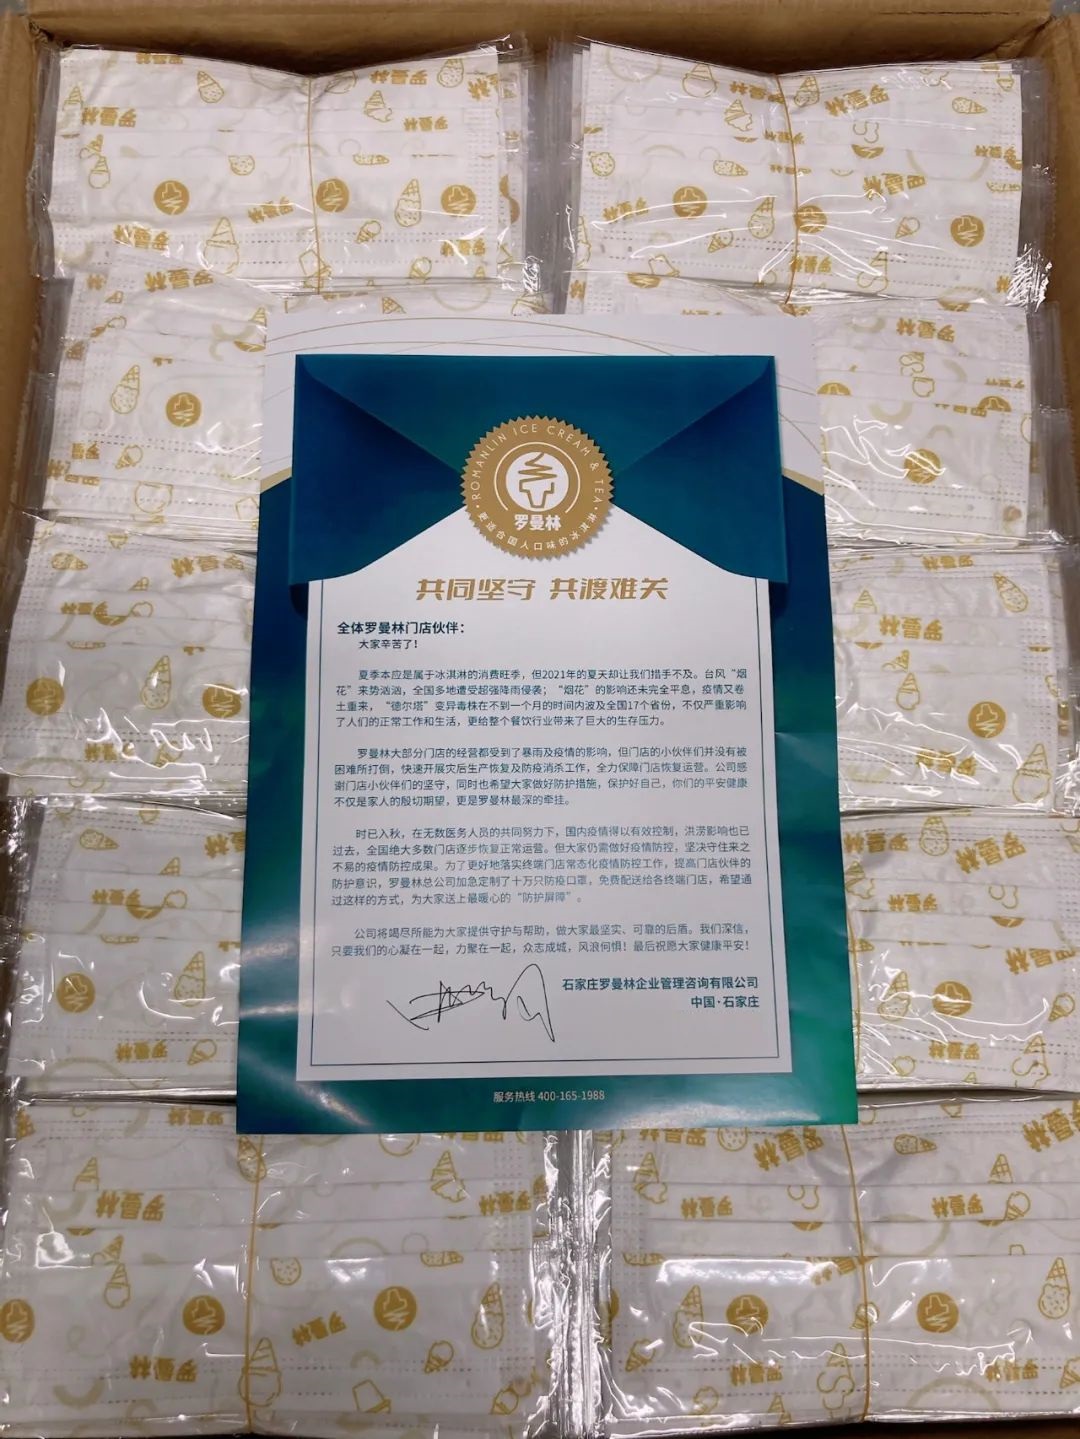 ROMANLIN ICE CREAM & TEA
罗曼林
更适合国人口味的冰淇淋
共同坚守 共渡难关
全体罗曼林门店伙伴：
大家辛苦了！
夏季本应是属于冰淇淋的消费旺季，但2021年的夏天却让我们措手不及。台风“烟
花”来势汹汹，全国多地遭受超强降雨侵袭；“烟花”的影响还未完全平息，疫情又卷
土重来，“德尔塔”变异毒株在不到一个月的时间内波及全国17个省份，不仅严重影响
了人们的正常工作和生活，更给整个餐饮行业带来了巨大的生存压力。
罗曼林大部分门店的经营都受到了暴雨及疫情的影响，但门店的小伙伴们并没有被
困难所打倒，快速开展灾后生产恢复及防疫消杀工作，全力保障门店恢复运营。公司感
谢门店小伙伴们的坚守，同时也希望大家做好防护措施，保护好自己，你们的平安健康
不仅是家人的殷切期望，更是罗曼林最深的牵挂。
时已入秋，在无数医务人员的共同努力下，国内疫情得以有效控制，洪涝影响也已
过去，全国绝大多数门店逐步恢复正常运营。但大家仍需做好疫情防控，坚决守住来之
不易的疫情防控成果。为了更好地落实终端门店常态化疫情防控工作，提高门店伙伴的
防护意识，罗曼林总公司加急定制了十万只防疫口罩，免费配送给各终端门店，希望通
过这样的方式，为大家送上最暖心的“防护屏障”。
公司将竭尽所能为大家提供守护与帮助，做大家最坚实、可靠的后盾。我们深信，
只要我们的心凝在一起，力聚在一起，众志成城，风浪何惧！最后祝愿大家健康平安！
石家庄罗曼林企业管理咨询有限公司
中国·石家庄
服务热线 400-165-1988
罗曼林
罗曼林
罗曼林
罗曼林
罗曼林
罗曼林
罗曼林
罗曼林